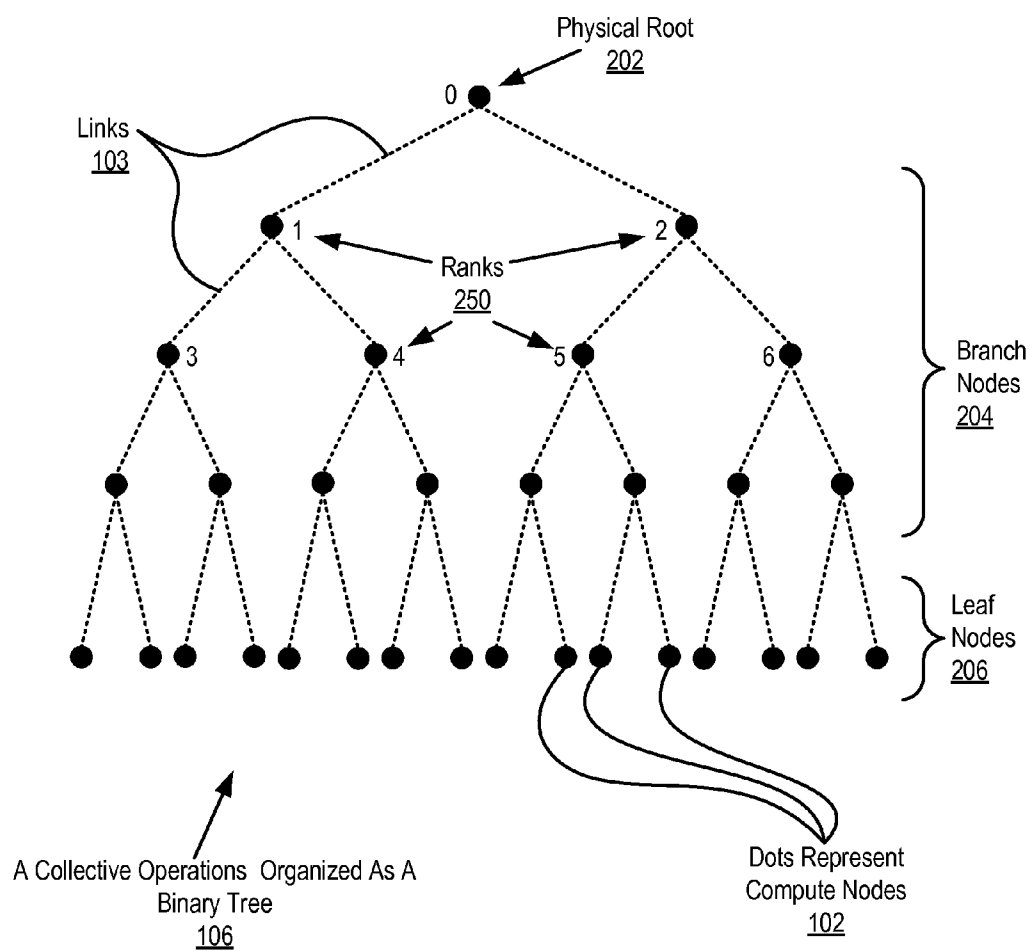 Physical Root
202
0
Links
103
1
2
Ranks
250
3
4
5
6
Branch
Nodes
204
Leaf
Nodes
206
A Collective Operations Organized As A
Binary Tree
106
Dots Represent
Compute Nodes
102